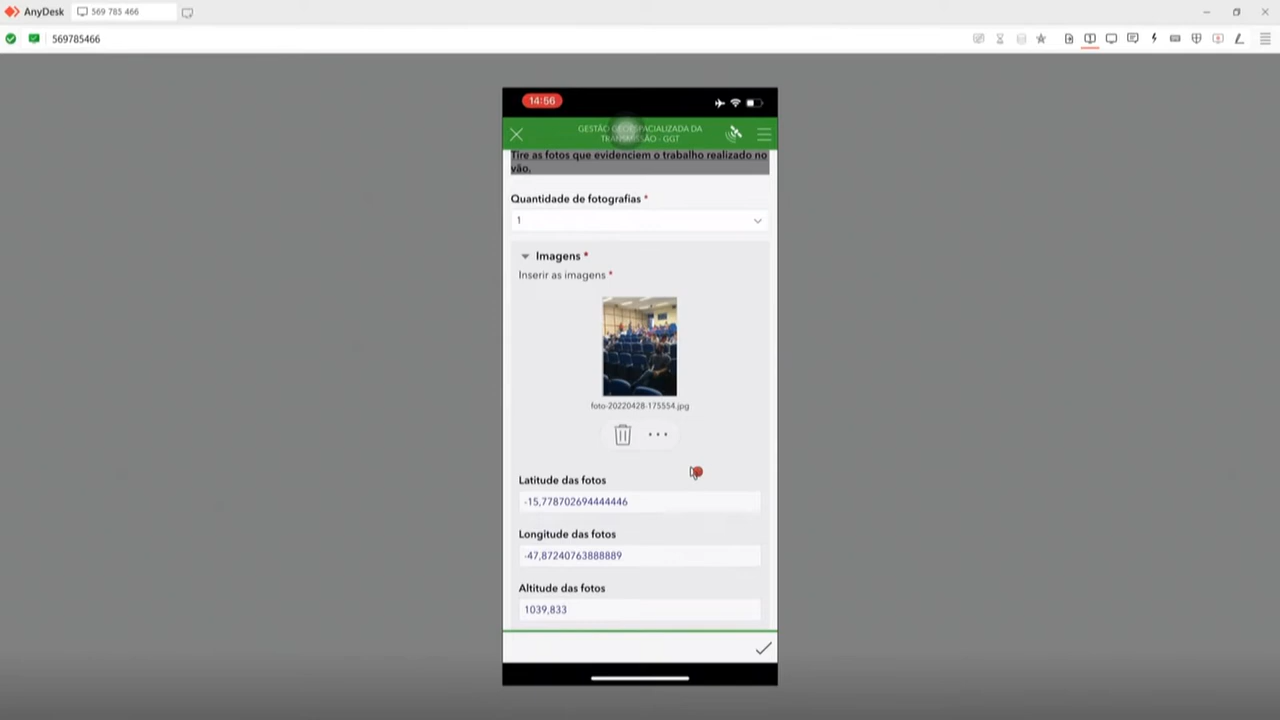 AnyDesk
569 785 466
569785466
14:56
GESTÃO GEOESPACIALIZADA DA
TRANSMISSÃO - GGT
Tire as fotos que evidenciem o trabalho realizado no
vão.
Quantidade de fotografias *
1
Imagens *
Inserir as imagens *
foto-20220428-175554.jpg
Latitude das fotos
-15,778702694444446
Longitude das fotos
-47,87240763888889
Altitude das fotos
1039,833